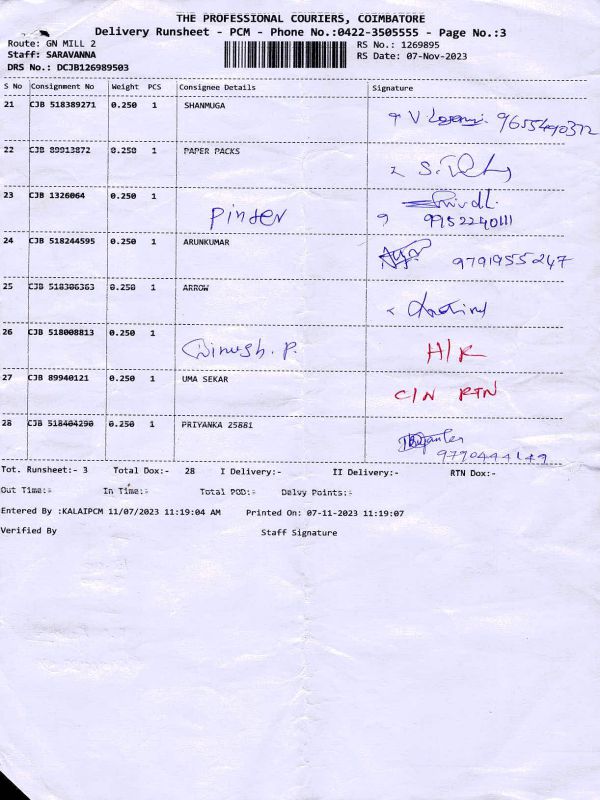 THE PROFESSIONAL COURIERS, COIMBATORE
Delivery Runsheet - PCM - Phone No.:0422-3505555 - Page No.:3
Route: GN MILL 2 RS No.: 1269895
Staff: SARAVANNA RS Date: 07-Nov-2023
DRS No.: DCJB126989503
S No Consignment No Weight PCS Consignee Details Signature
21 CJB 518389271 0.250 1 SHANMUGA
9655490372
22 CJB 89913872 0.250 1 PAPER PACKS
23 CJB 1326064 0.250 1
Pinter 9952240111
24 CJB 518244595 0.250 1 ARUNKUMAR
9791955247
25 CJB 518306363 0.250 1 ARROW
26 CJB 518008813 0.250 1
Dinesh. P. H/K
27 CJB 89940121 0.250 1 UMA SEKAR
C/N RTN
28 CJB 518404290 0.250 1 PRIYANKA 25881
Tot. Runsheet:- 3 Total Dox:- 28 I Delivery:- II Delivery:- RTN Dox:-
Out Time:- In Time:- Total POD:- Delvy Points:-
Entered By :KALAIPCM 11/07/2023 11:19:04 AM Printed On: 07-11-2023 11:19:07
Verified By Staff Signature